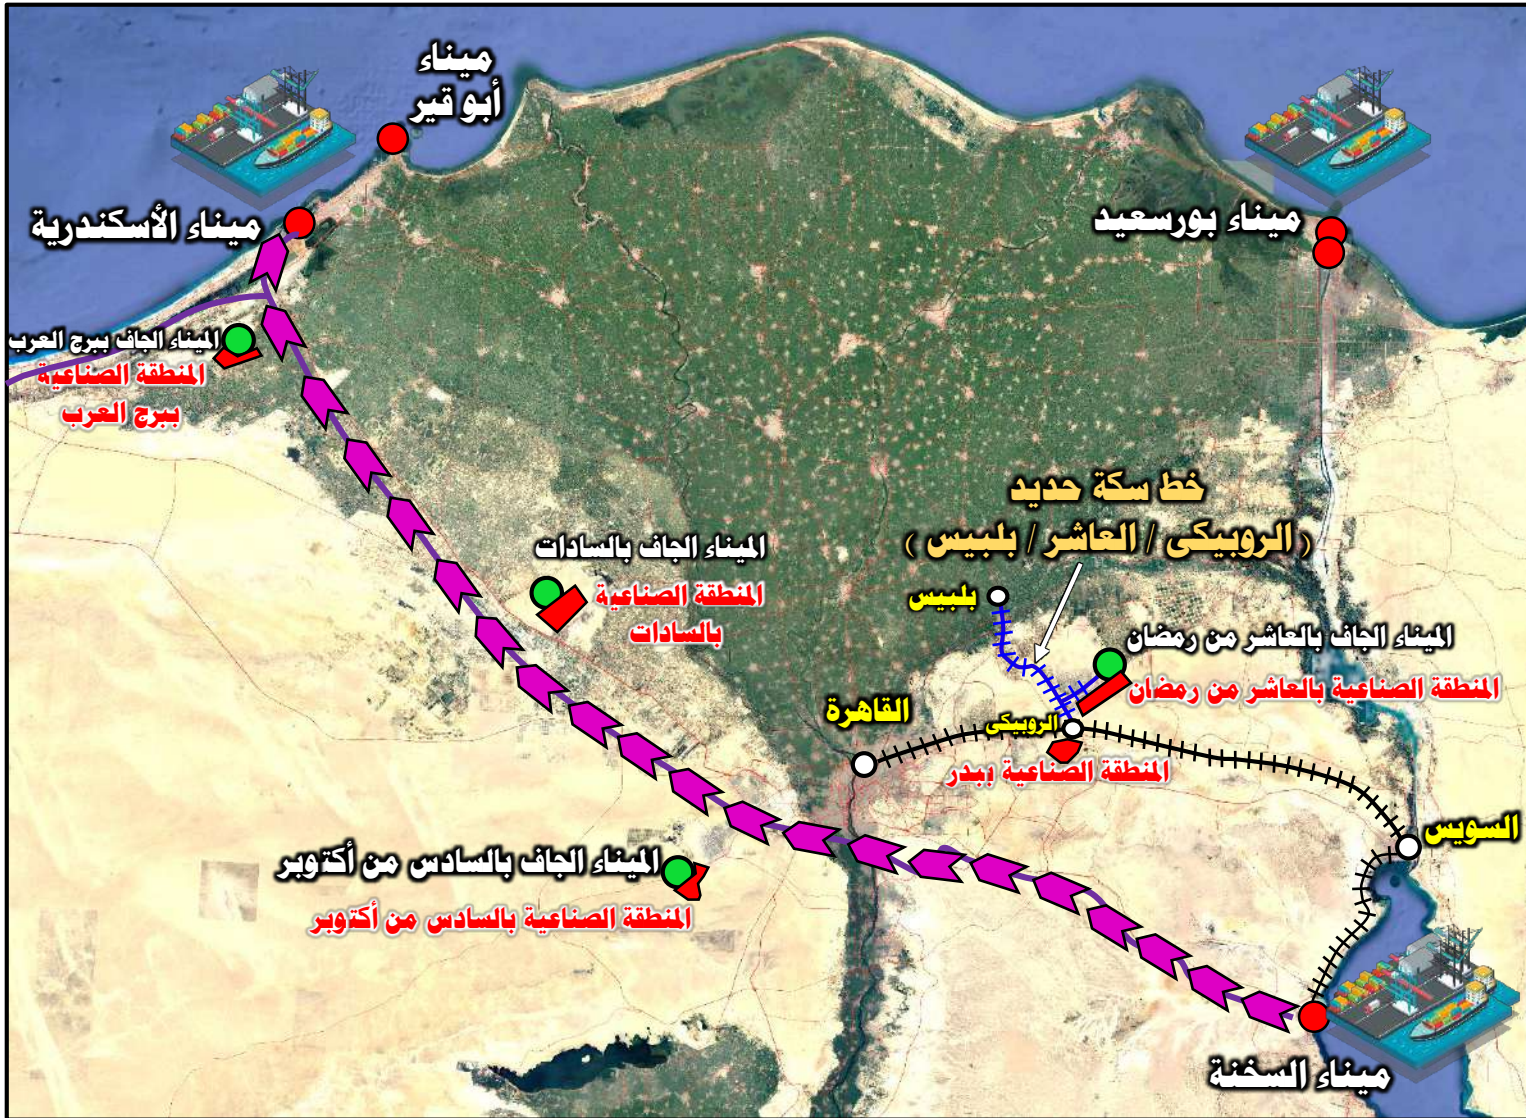 ميناء
أبو قير
ميناء الأسكندرية
ميناء بورسعيد
الميناء الجاف ببرج العرب
المنطقة الصناعية
ببرج العرب
خط سكة حديد
( الروبيكى / العاشر / بلبيس )
الميناء الجاف بالسادات
المنطقة الصناعية
بالسادات
بلبيس
الميناء الجاف بالعاشر من رمضان
المنطقة الصناعية بالعاشر من رمضان
القاهرة
الروبيكى
المنطقة الصناعية ببدر
السويس
الميناء الجاف بالسادس من أكتوبر
المنطقة الصناعية بالسادس من أكتوبر
ميناء السخنة